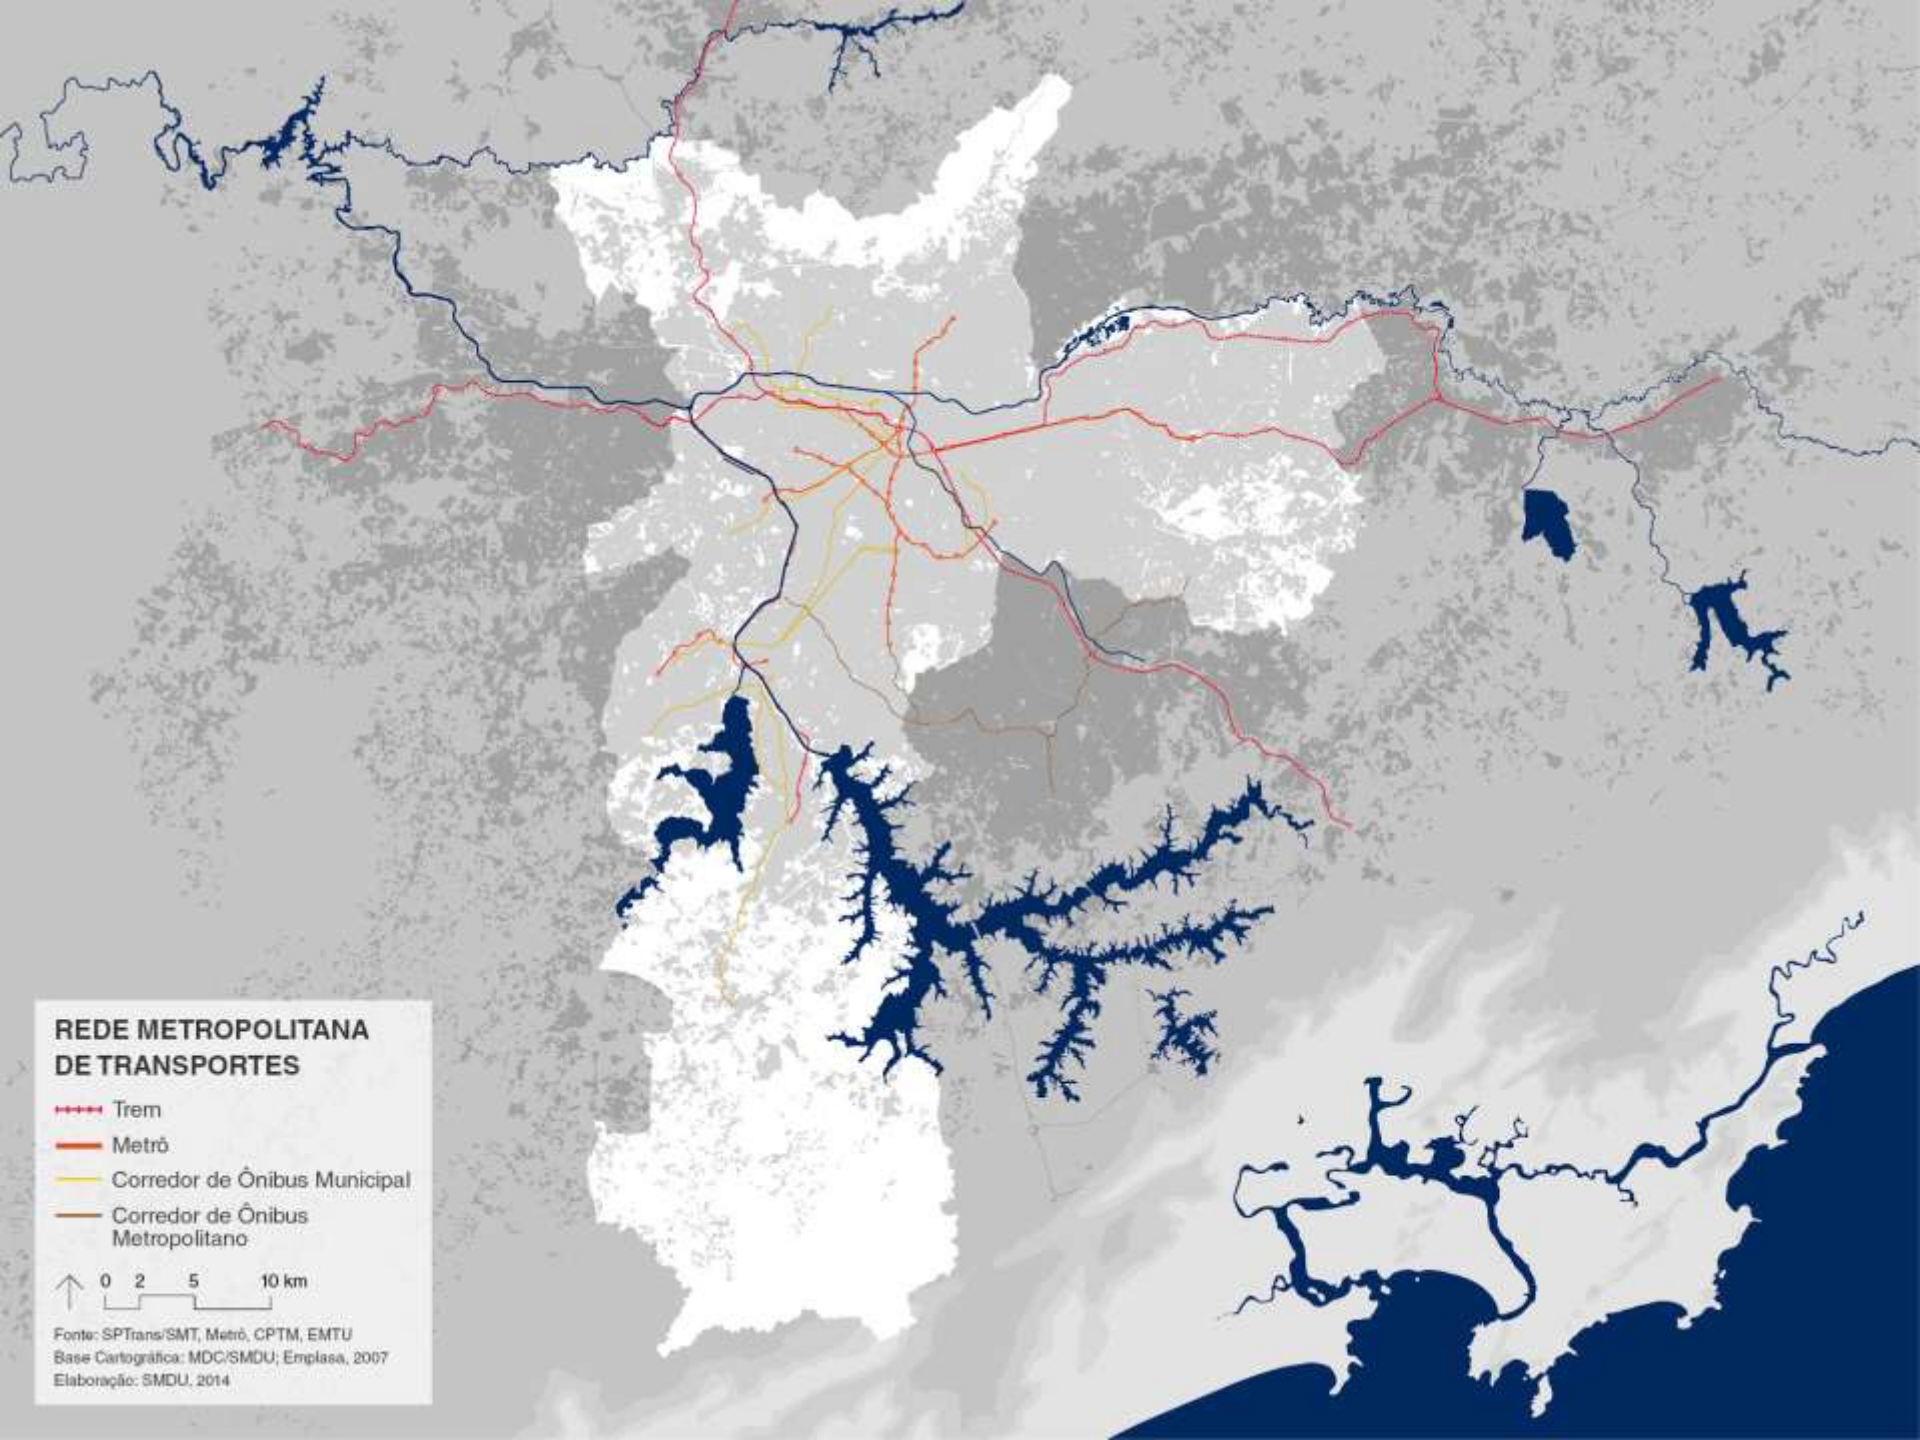 REDE METROPOLITANA
DE TRANSPORTES
Trem
Metrô
Corredor de Ônibus Municipal
Corredor de Ônibus
Metropolitano
0 2 5 10 km
Fonte: SPTrans/SMT, Metrô, CPTM, EMTU
Base Cartográfica: MDC/SMDU; Emplasa, 2007
Elaboração: SMDU, 2014